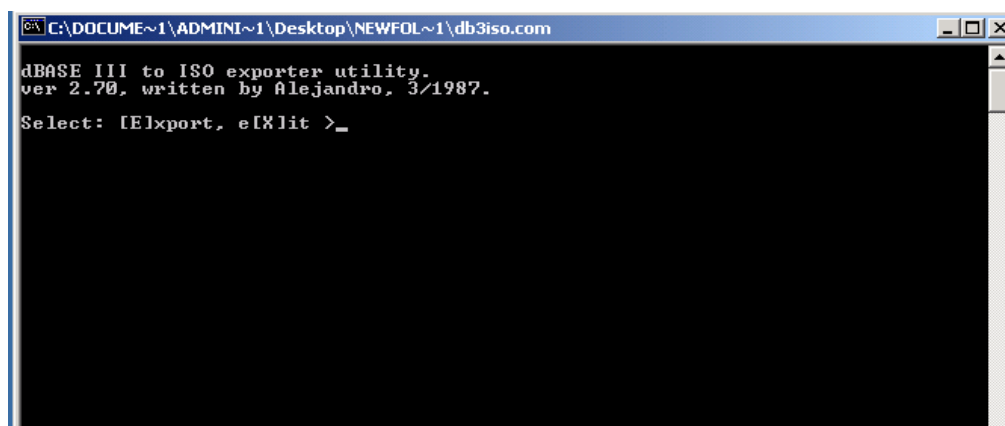 C:\DOCUME~1\ADMINI~1\Desktop\NEWFOL~1\db3iso.com
dBASE III to ISO exporter utility.
ver 2.70, written by Alejandro, 3/1987.
Select: [E]xport, e[X]it >_